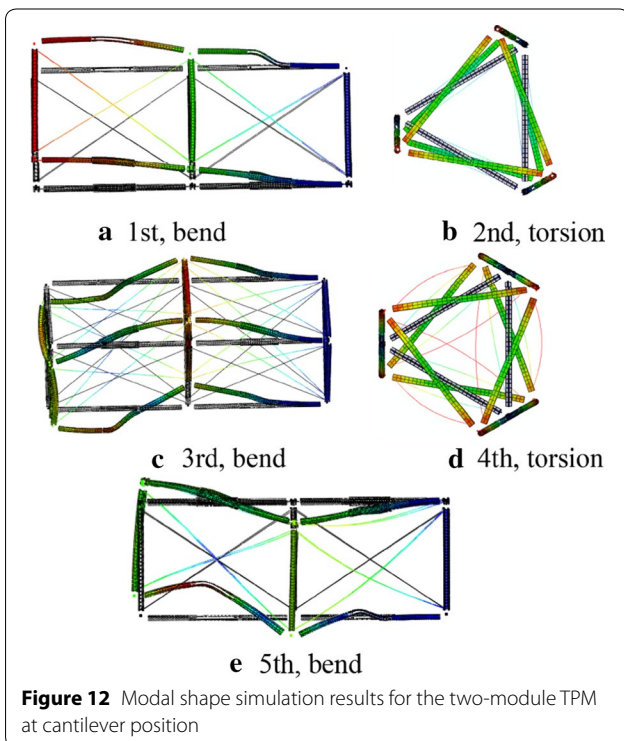 a 1st, bend
b 2nd, torsion
c 3rd, bend
d 4th, torsion
e 5th, bend
Figure 12 Modal shape simulation results for the two-module TPM
at cantilever position